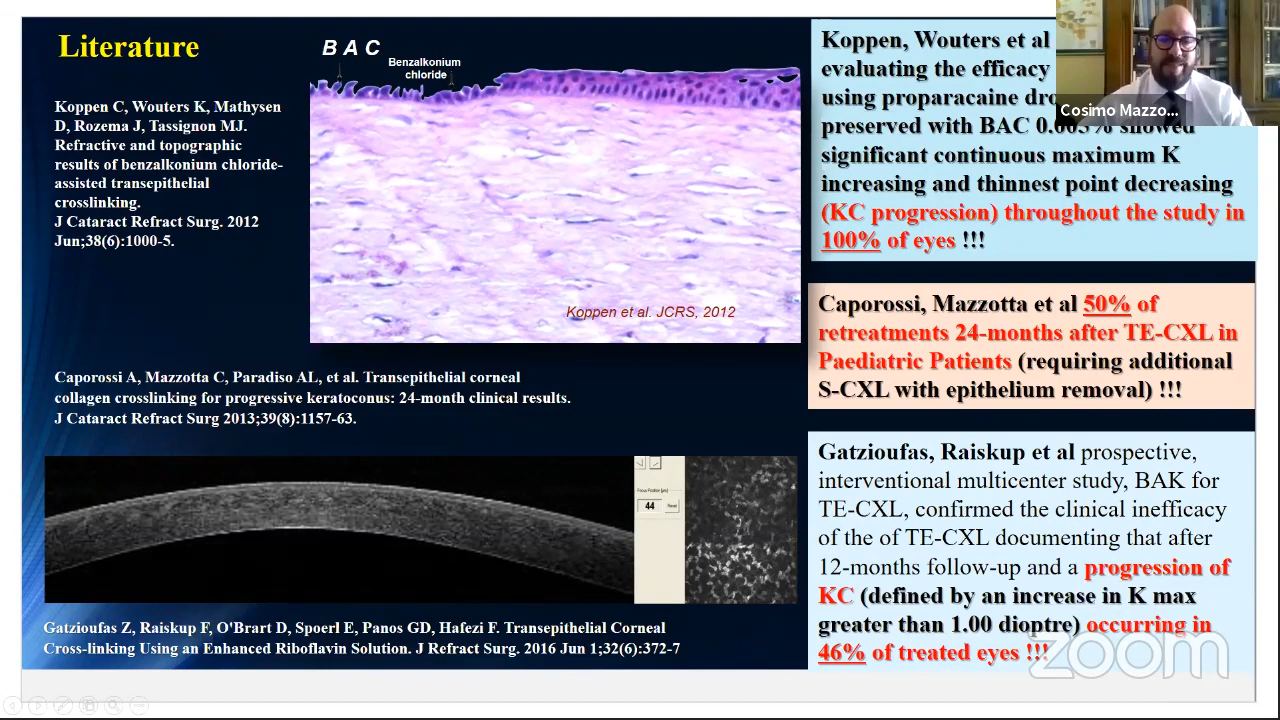 Literature
B A C
Benzalkonium
chloride
Koppen C, Wouters K, Mathysen
D, Rozema J, Tassignon MJ.
Refractive and topographic
results of benzalkonium chloride-
assisted transepithelial
crosslinking.
J Cataract Refract Surg. 2012
Jun;38(6):1000-5.
Koppen et al. JCRS, 2012
Caporossi A, Mazzotta C, Paradiso AL, et al. Transepithelial corneal
collagen crosslinking for progressive keratoconus: 24-month clinical results.
J Cataract Refract Surg 2013;39(8):1157-63.
44
Gatzioufas Z, Raiskup F, O'Brart D, Spoerl E, Panos GD, Hafezi F. Transepithelial Corneal
Cross-linking Using an Enhanced Riboflavin Solution. J Refract Surg. 2016 Jun 1;32(6):372-7
Koppen, Wouters et al
evaluating the efficacy
using proparacaine
preserved with BAC 0.005% showed
significant continuous maximum K
increasing and thinnest point decreasing
(KC progression) throughout the study in
100% of eyes !!!
Caporossi, Mazzotta et al 50% of
retreatments 24-months after TE-CXL in
Paediatric Patients (requiring additional
S-CXL with epithelium removal) !!!
Gatzioufas, Raiskup et al prospective,
interventional multicenter study, BAK for
TE-CXL, confirmed the clinical inefficacy
of the of TE-CXL documenting that after
12-months follow-up and a progression of
KC (defined by an increase in K max
greater than 1.00 dioptre) occurring in
46% of treated eyes !!!
Cosimo Mazzo...
zoom